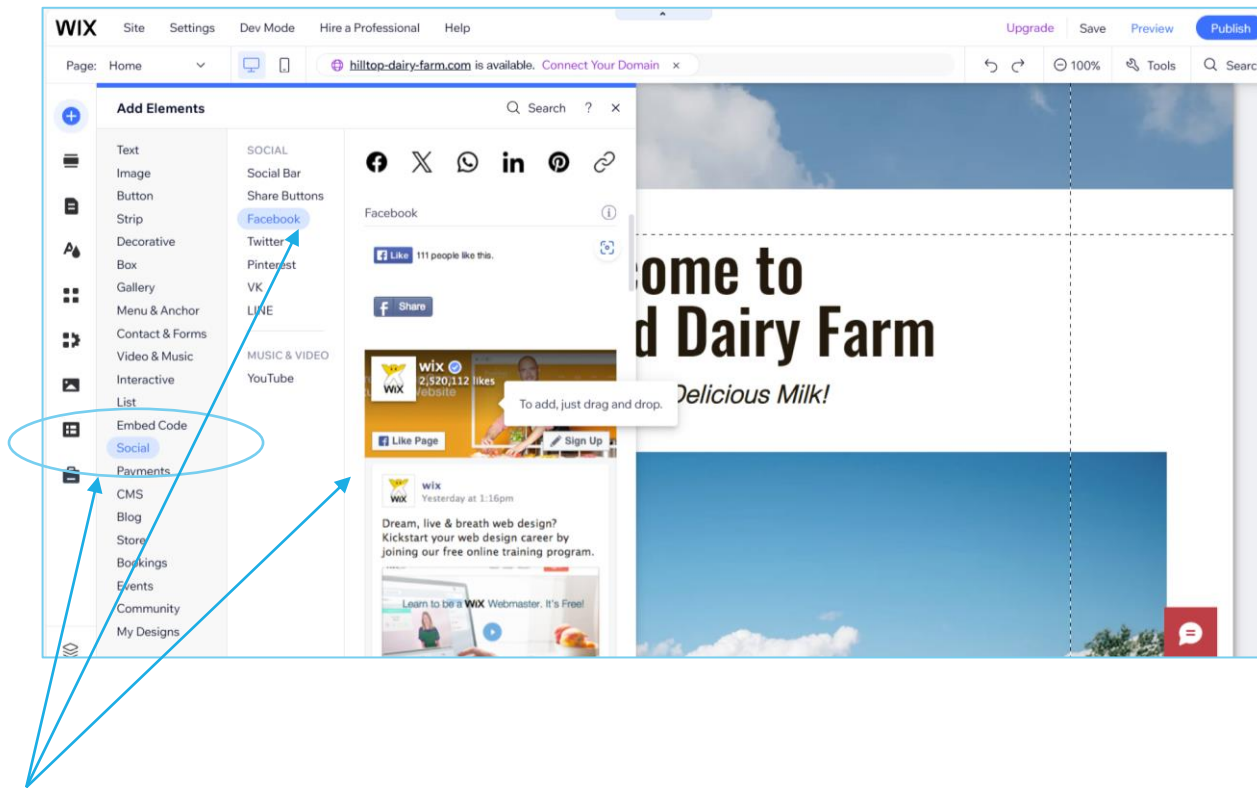 WIX Site Settings Dev Mode Hire a Professional Help Upgrade Save Preview Publish
Page: Home hilltop-dairy-farm.com is available. Connect Your Domain × 100% Tools Searc
Add Elements Search ? ×
Text
Image
Button
Strip
Decorative
Box
Gallery
Menu & Anchor
Contact & Forms
Video & Music
Interactive
List
Embed Code
Social
Payments
CMS
Blog
Store
Bookings
Events
Community
My Designs
SOCIAL
Social Bar
Share Buttons
Facebook
Twitter
Pinterest
VK
LINE
MUSIC & VIDEO
YouTube
Facebook
Like 111 people like this.
Share
WIX
wix
2,520,112 likes
Like Page
Sign Up
To add, just drag and drop.
WIX
wix
Yesterday at 1:16pm
Dream, live & breath web design?
Kickstart your web design career by
joining our free online training program.
Learn to be a WIX Webmaster. It's Free!
ome to
d Dairy Farm
Delicious Milk!